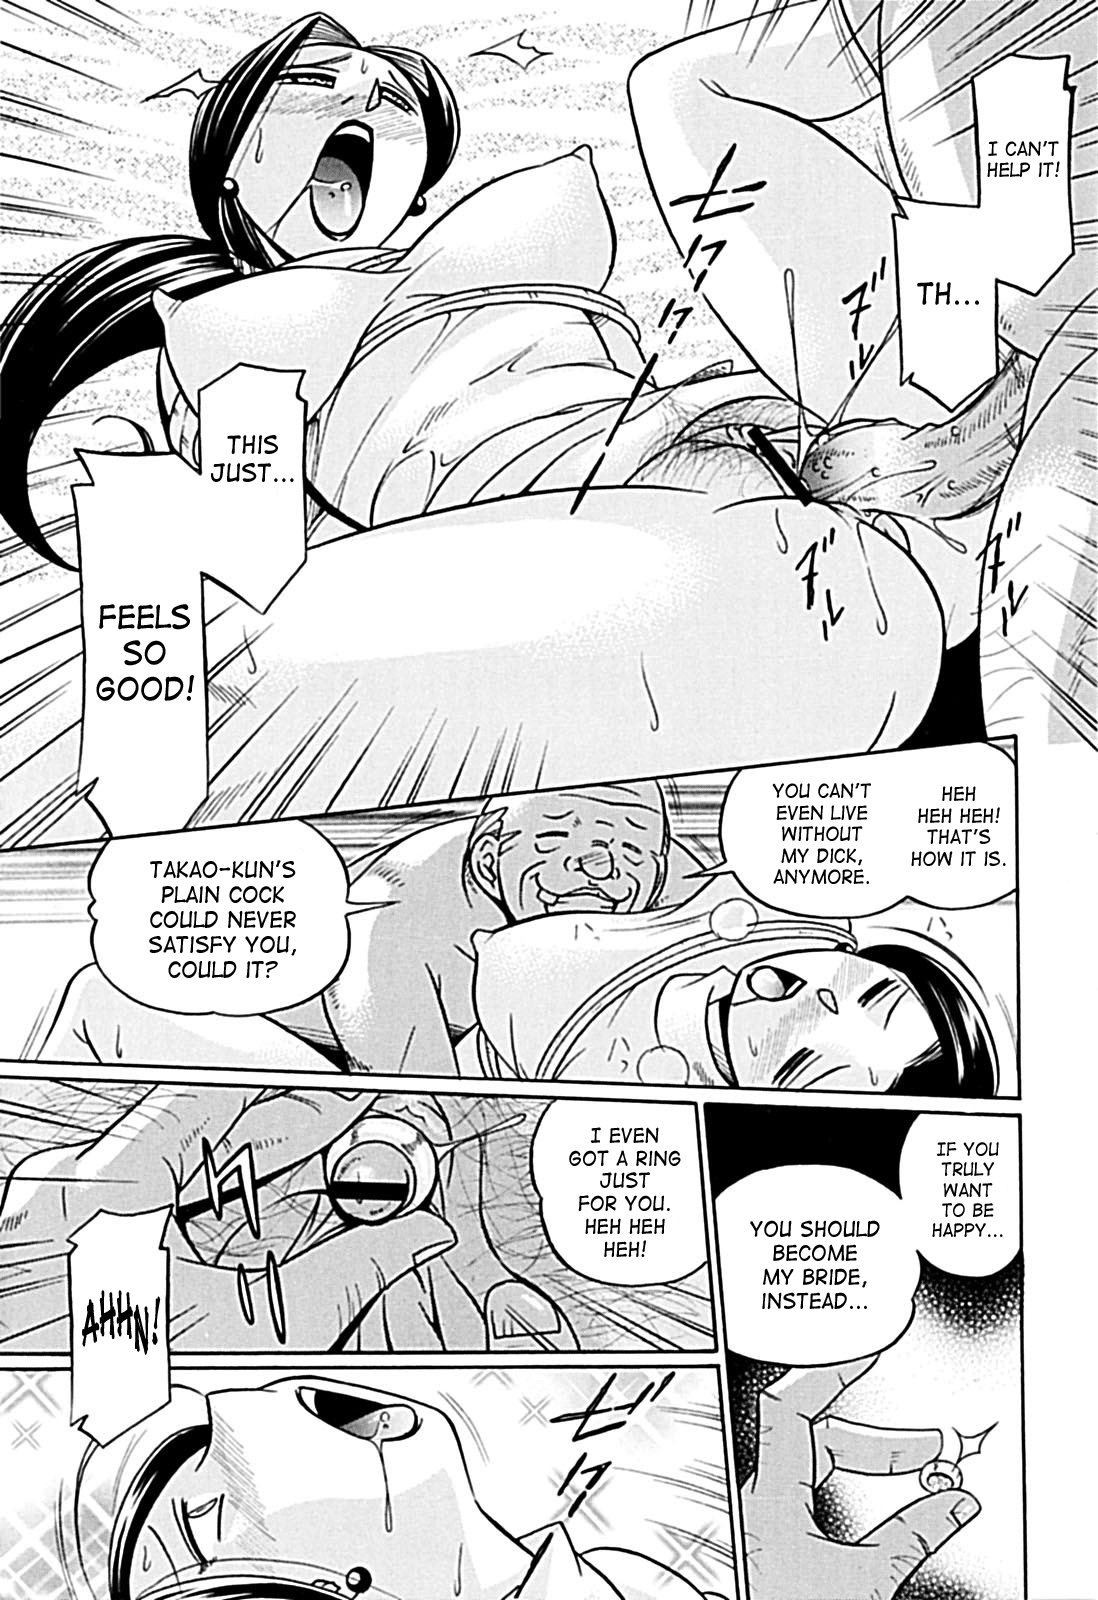 I CAN'T
HELP IT!
TH...
THIS
JUST...
FEELS
SO
GOOD!
HEH
HEH HEH!
THAT'S
HOW IT IS.
YOU CAN'T
EVEN LIVE
WITHOUT
MY DICK,
ANYMORE.
TAKAO-KUN'S
PLAIN COCK
COULD NEVER
SATISFY YOU,
COULD IT?
IF YOU
TRULY
WANT
TO BE
HAPPY...
YOU SHOULD
BECOME
MY BRIDE,
INSTEAD...
I EVEN
GOT A RING
JUST
FOR YOU.
HEH HEH
HEH!
AHHN!